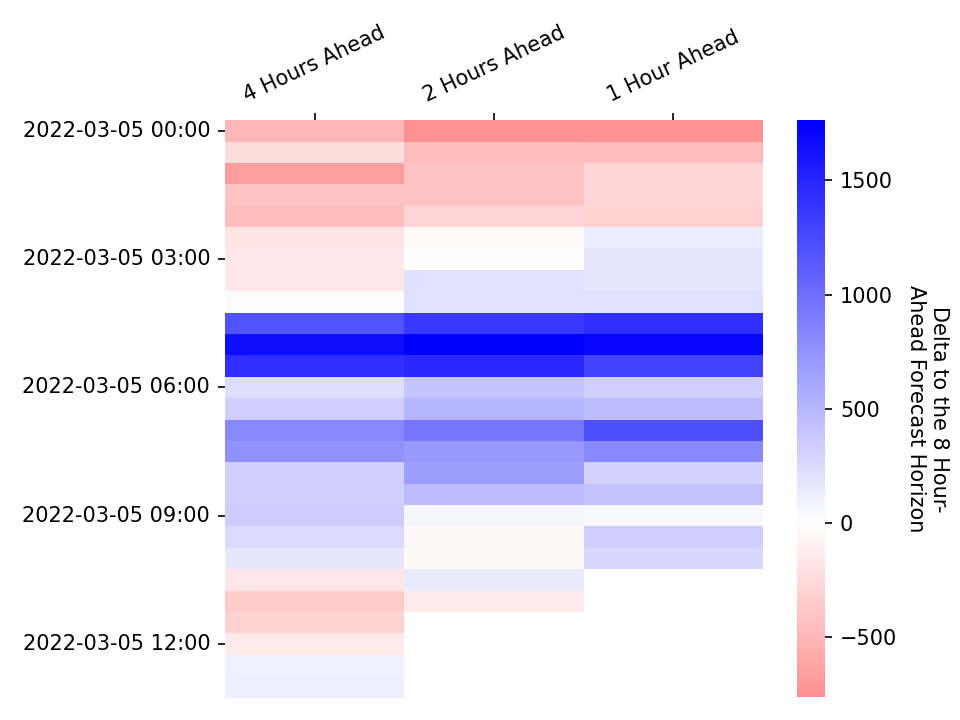 4 Hours Ahead
2 Hours Ahead
1 Hour Ahead
2022-03-05 00:00
2022-03-05 03:00
2022-03-05 06:00
2022-03-05 09:00
2022-03-05 12:00
1500
1000
500
0
−500
Delta to the 8 Hour-
Ahead Forecast Horizon